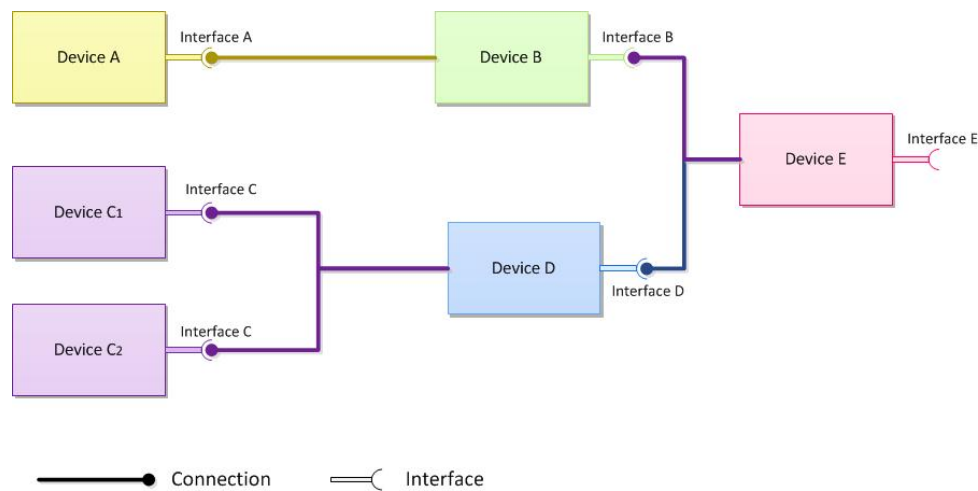 Device A
Interface A
Device B
Interface B
Device E
Interface E
Device C1
Interface C
Device D
Interface D
Device C2
Interface C
Connection
Interface